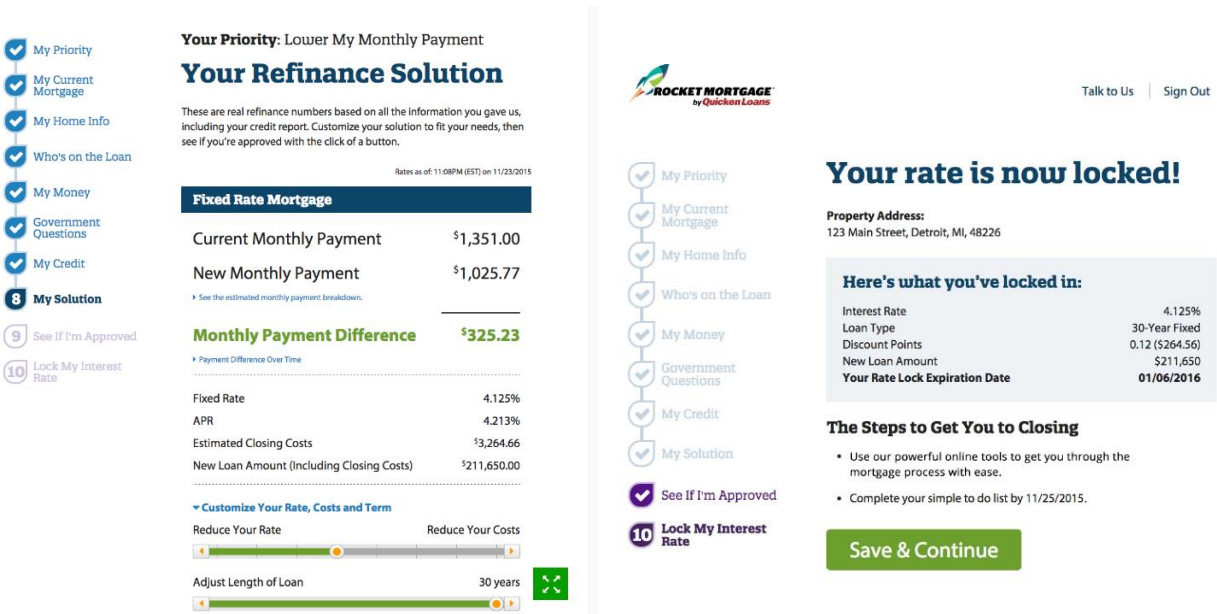 My Priority
My Current
Mortgage
My Home Info
Who's on the Loan
My Money
Government
Questions
My Credit
8 My Solution
9 See If I'm Approved
10 Lock My Interest
Rate
Your Priority: Lower My Monthly Payment
Your Refinance Solution
These are real refinance numbers based on all the information you gave us,
including your credit report. Customize your solution to fit your needs, then
see if you're approved with the click of a button.
Rates as of: 11:08PM (EST) on 11/23/2015
Fixed Rate Mortgage
Current Monthly Payment $1,351.00
New Monthly Payment $1,025.77
See the estimated monthly payment breakdown.
Monthly Payment Difference $325.23
Payment Difference Over Time
Fixed Rate 4.125%
APR 4.213%
Estimated Closing Costs $3,264.66
New Loan Amount (Including Closing Costs) $211,650.00
Customize Your Rate, Costs and Term
Reduce Your Rate Reduce Your Costs
Adjust Length of Loan 30 years
ROCKET MORTGAGE
by Quicken Loans
Talk to Us Sign Out
My Priority
My Current
Mortgage
My Home Info
Who's on the Loan
My Money
Government
Questions
My Credit
My Solution
See If I'm Approved
10 Lock My Interest
Rate
Your rate is now locked!
Property Address:
123 Main Street, Detroit, MI, 48226
Here's what you've locked in:
Interest Rate 4.125%
Loan Type 30-Year Fixed
Discount Points 0.12 ($264.56)
New Loan Amount $211,650
Your Rate Lock Expiration Date 01/06/2016
The Steps to Get You to Closing
• Use our powerful online tools to get you through the
mortgage process with ease.
• Complete your simple to do list by 11/25/2015.
Save & Continue